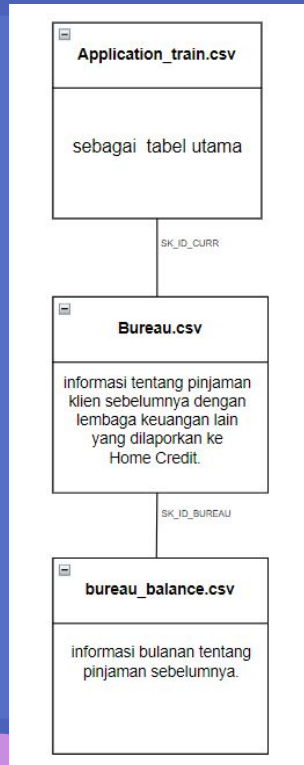 Application_train.csv
sebagai tabel utama
SK_ID_CURR
Bureau.csv
informasi tentang pinjaman
klien sebelumnya dengan
lembaga keuangan lain
yang dilaporkan ke
Home Credit.
SK_ID_BUREAU
bureau_balance.csv
informasi bulanan tentang
pinjaman sebelumnya.